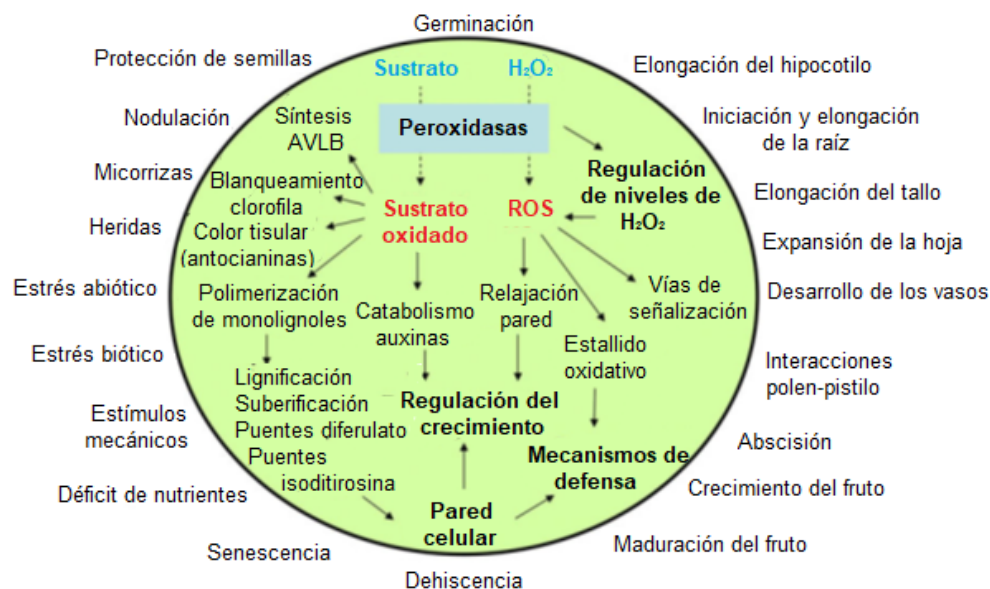 Germinación
Protección de semillas
Elongación del hipocotilo
Nodulación
Iniciación y elongación
de la raíz
Micorrizas
Elongación del tallo
Heridas
Expansión de la hoja
Estrés abiótico
Desarrollo de los vasos
Estrés biótico
Interacciones
polen-pistilo
Estímulos
mecánicos
Abscisión
Déficit de nutrientes
Crecimiento del fruto
Senescencia
Maduración del fruto
Dehiscencia
Sustrato
H₂O₂
Peroxidasas
Síntesis
AVLB
Blanqueamiento
clorofila
Color tisular
(antocianinas)
Sustrato
oxidado
ROS
Regulación
de niveles de
H₂O₂
Polimerización
de monolignoles
Catabolismo
auxinas
Relajación
pared
Vías de
señalización
Estallido
oxidativo
Lignificación
Suberificación
Puentes diferulato
Puentes
isoditirosina
Regulación del
crecimiento
Mecanismos de
defensa
Pared
celular